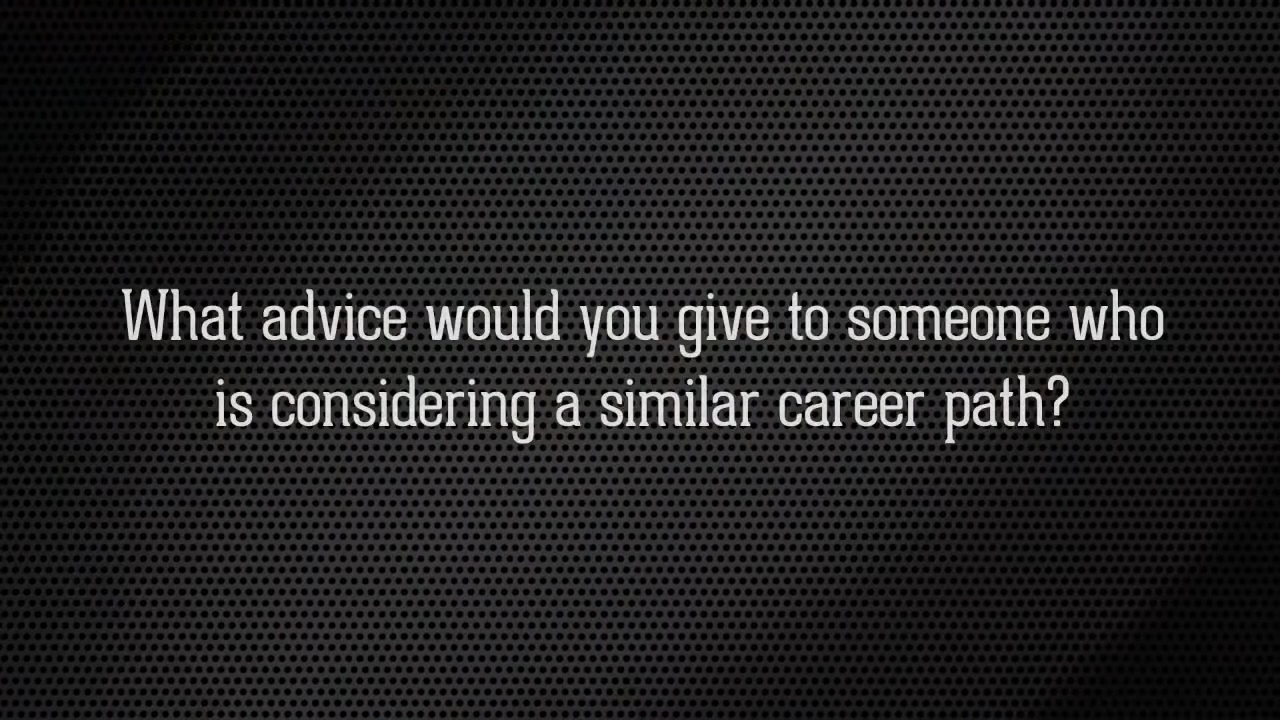 What advice would you give to someone who
is considering a similar career path?